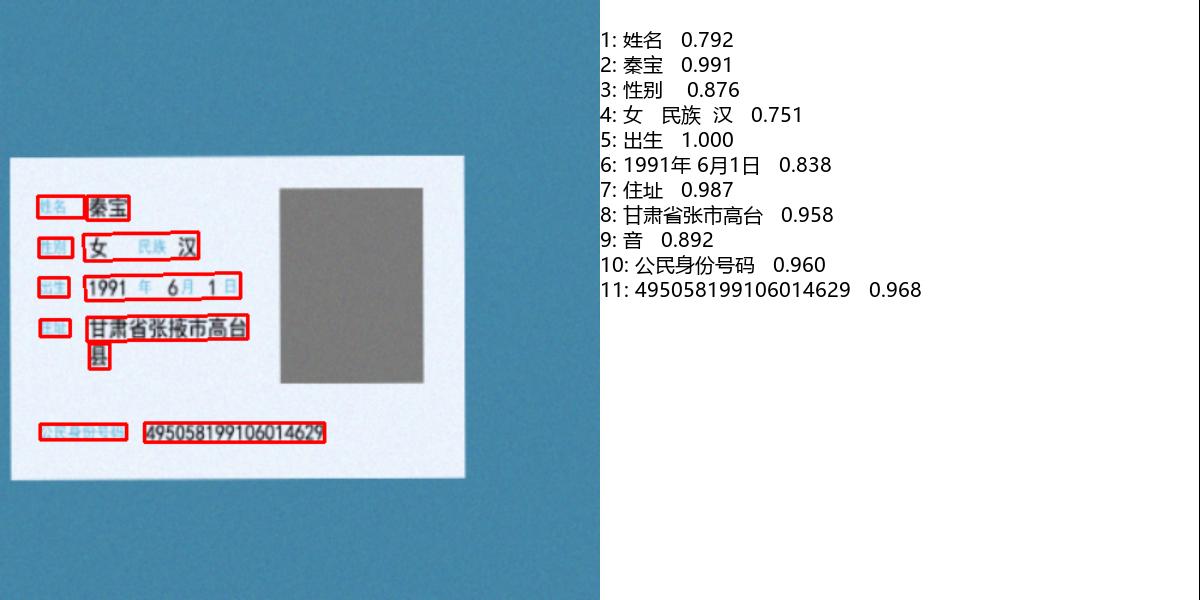 姓名 秦宝
性别 女 民族 汉
出生 1991 年 6 月 1 日
住址 甘肃省张掖市高台
县
公民身份号码 495058199106014629
1: 姓名 0.792
2: 秦宝 0.991
3: 性别 0.876
4: 女 民族 汉 0.751
5: 出生 1.000
6: 1991年 6月1日 0.838
7: 住址 0.987
8: 甘肃省张市高台 0.958
9: 音 0.892
10: 公民身份号码 0.960
11: 495058199106014629 0.968